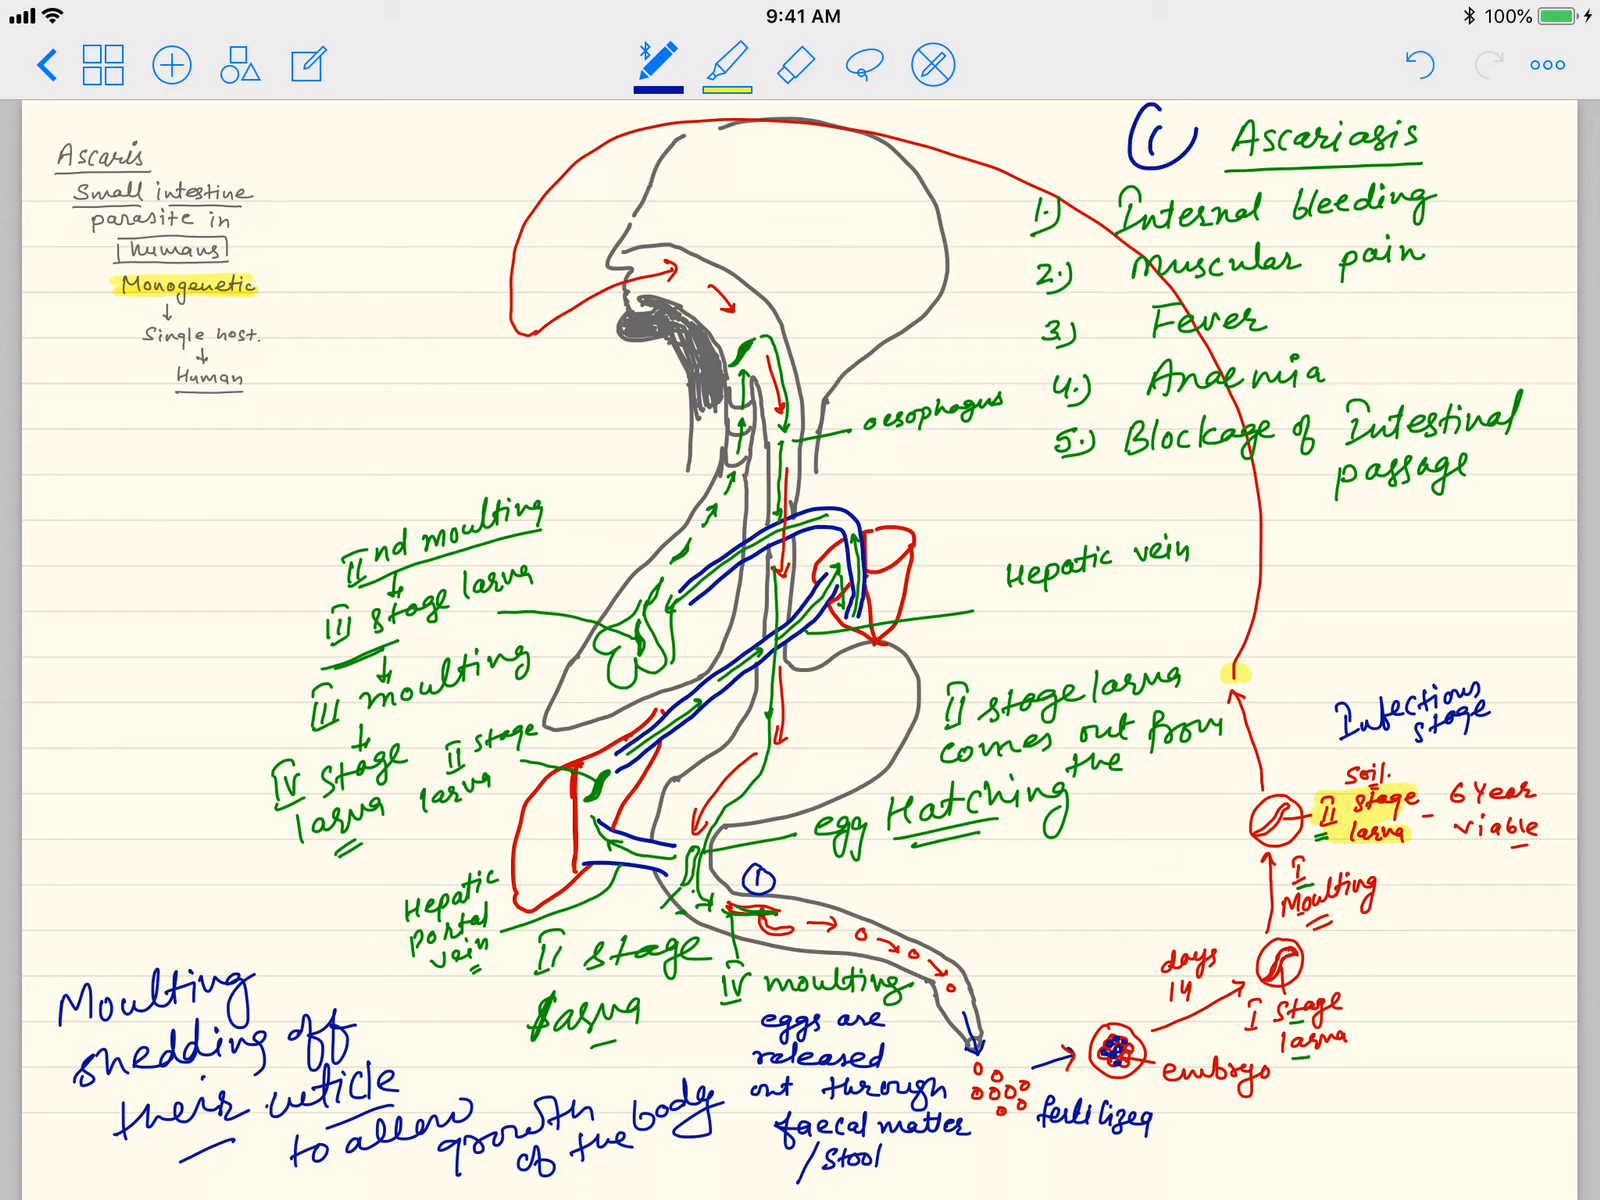 9:41 AM
100%
Ascaris
Small intestine
parasite in
humans
Monogenetic
↓
Single host.
↓
Human
1
Ascariasis
1.) Internal bleeding
2.) Muscular pain
3.) Fever
4.) Anaemia
5.) Blockage of Intestinal
passage
oesophagus
Hepatic vein
II nd moulting
↓
III stage larva
↓
III moulting
↓
IV stage
larva
II stage
larva
II stage larva
comes out from
the
egg Hatching
Infectious
stage
soil.
II stage - 6 Year
larva viable
I
Moulting
days
14
I stage
larva
embryo
fertilized
Hepatic
portal
vein
II stage
larva
1
IV moulting
eggs are
released
out through
faecal matter
/stool
Moulting
shedding off
their cuticle
to allow growth
of the body